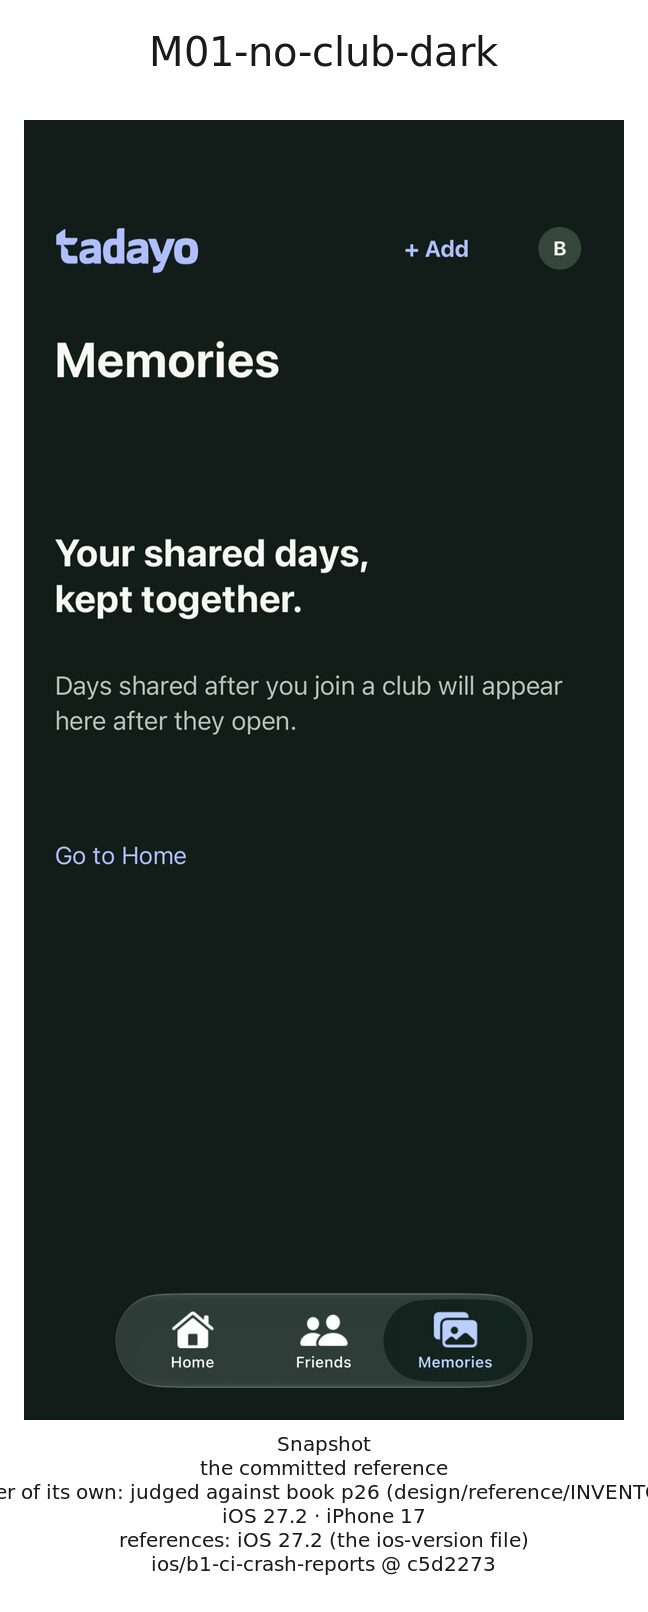 M01-no-club-dark
tadayo
+ Add
B
Memories
Your shared days,
kept together.
Days shared after you join a club will appear
here after they open.
Go to Home
Home
Friends
Memories
Snapshot
the committed reference
of its own: judged against book p26 (design/reference/
iOS 27.2 · iPhone 17
references: iOS 27.2 (the ios-version file)
ios/b1-ci-crash-reports @ c5d2273